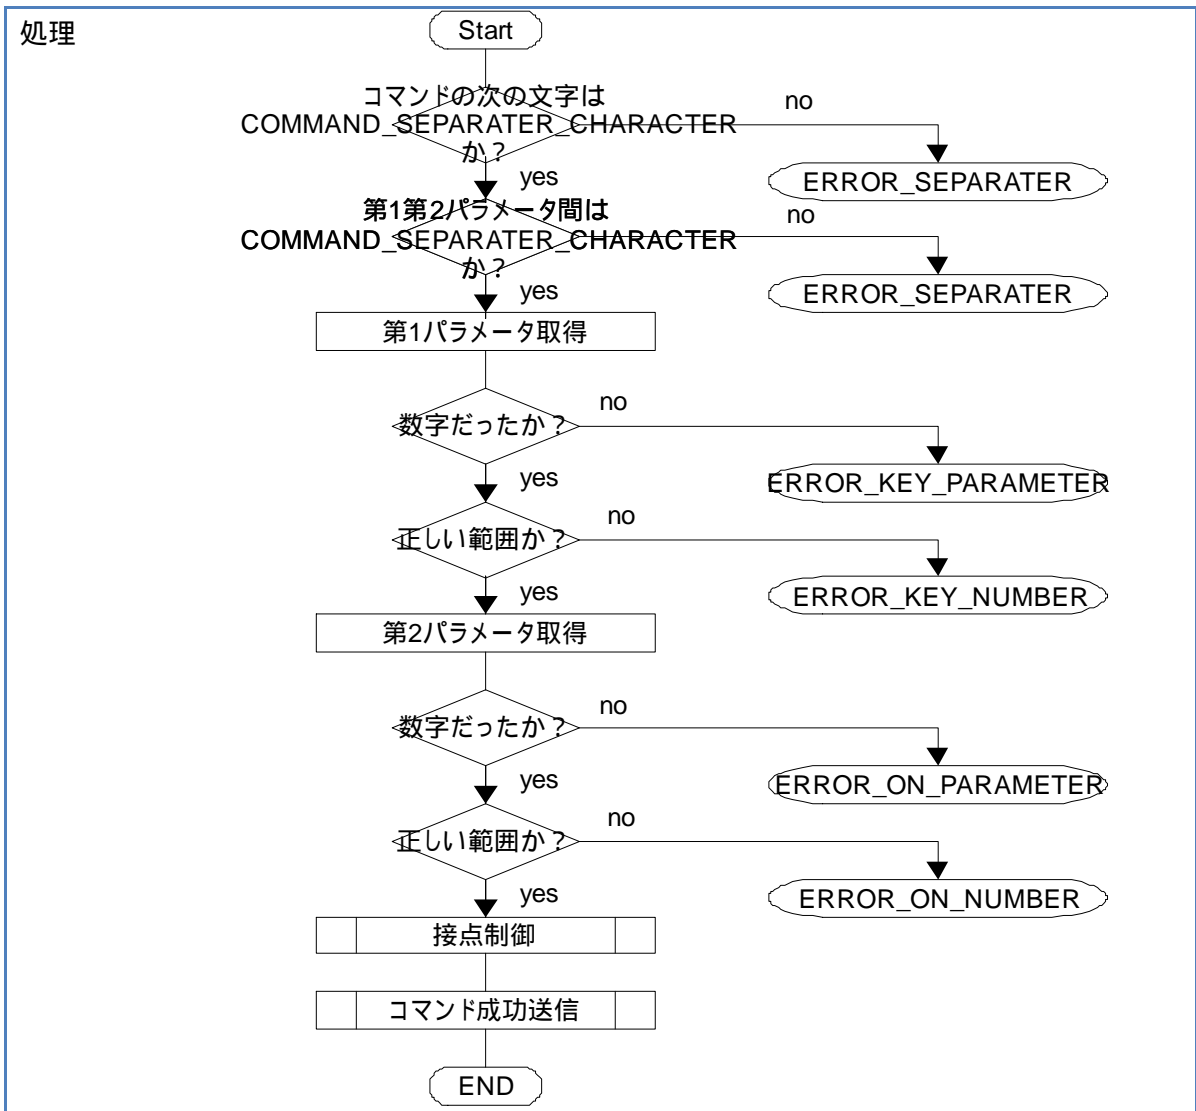 処理
Start
コマンドの次の文字は
COMMAND_SEPARATER_CHARACTER
か？
no
ERROR_SEPARATER
yes
第1第2パラメータ間は
COMMAND_SEPARATER_CHARACTER
か？
no
ERROR_SEPARATER
yes
第1パラメータ取得
数字だったか？
no
ERROR_KEY_PARAMETER
yes
正しい範囲か？
no
ERROR_KEY_NUMBER
yes
第2パラメータ取得
数字だったか？
no
ERROR_ON_PARAMETER
yes
正しい範囲か？
no
ERROR_ON_NUMBER
yes
接点制御
コマンド成功送信
END